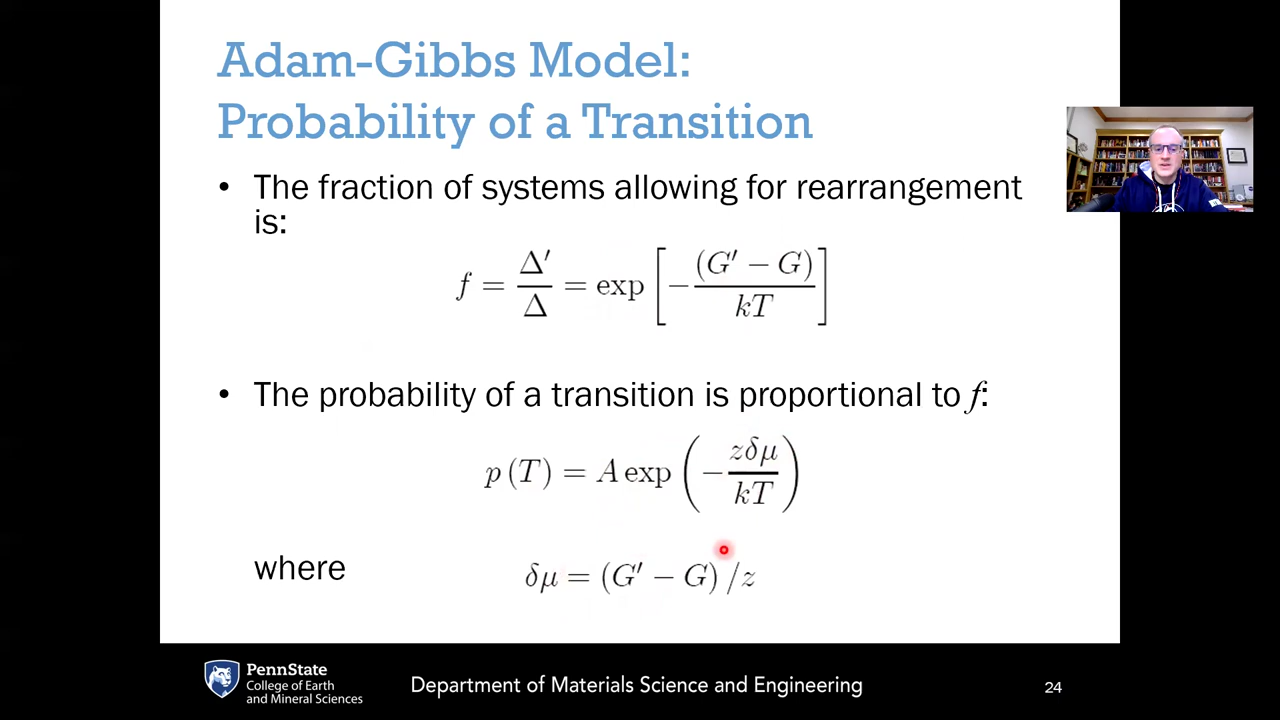 Adam-Gibbs Model:
Probability of a Transition
• The fraction of systems allowing for rearrangement
is:
f = Δ′/Δ = exp [−(G′ − G)/kT]
• The probability of a transition is proportional to f:
p (T) = A exp (−zδμ/kT)
where
δμ = (G′ − G) /z
PennState
College of Earth
and Mineral Sciences
Department of Materials Science and Engineering
24